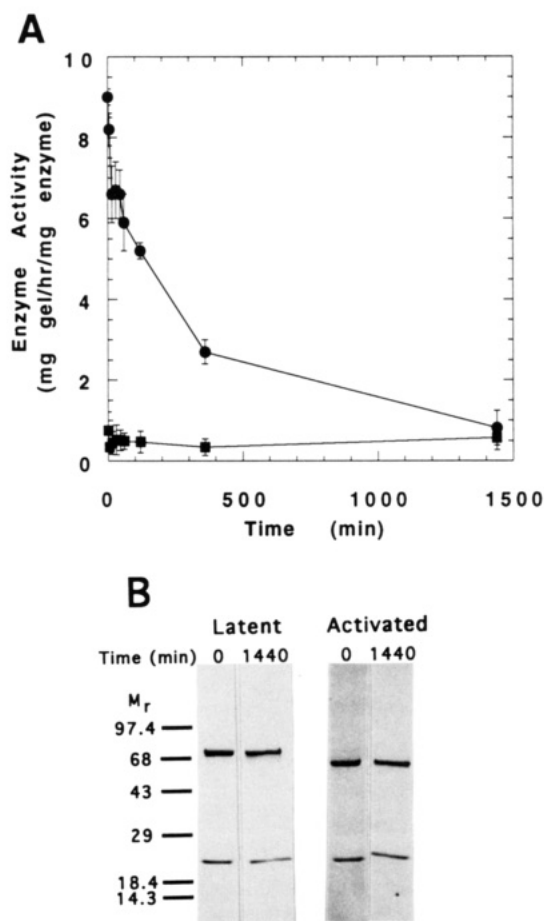 A
Enzyme Activity
(mg gel/hr/mg enzyme)
10
8
6
4
2
0
0 500 1000 1500
Time (min)
B
Latent Activated
Time (min) 0 1440 0 1440
Mr
97.4
68
43
29
18.4
14.3